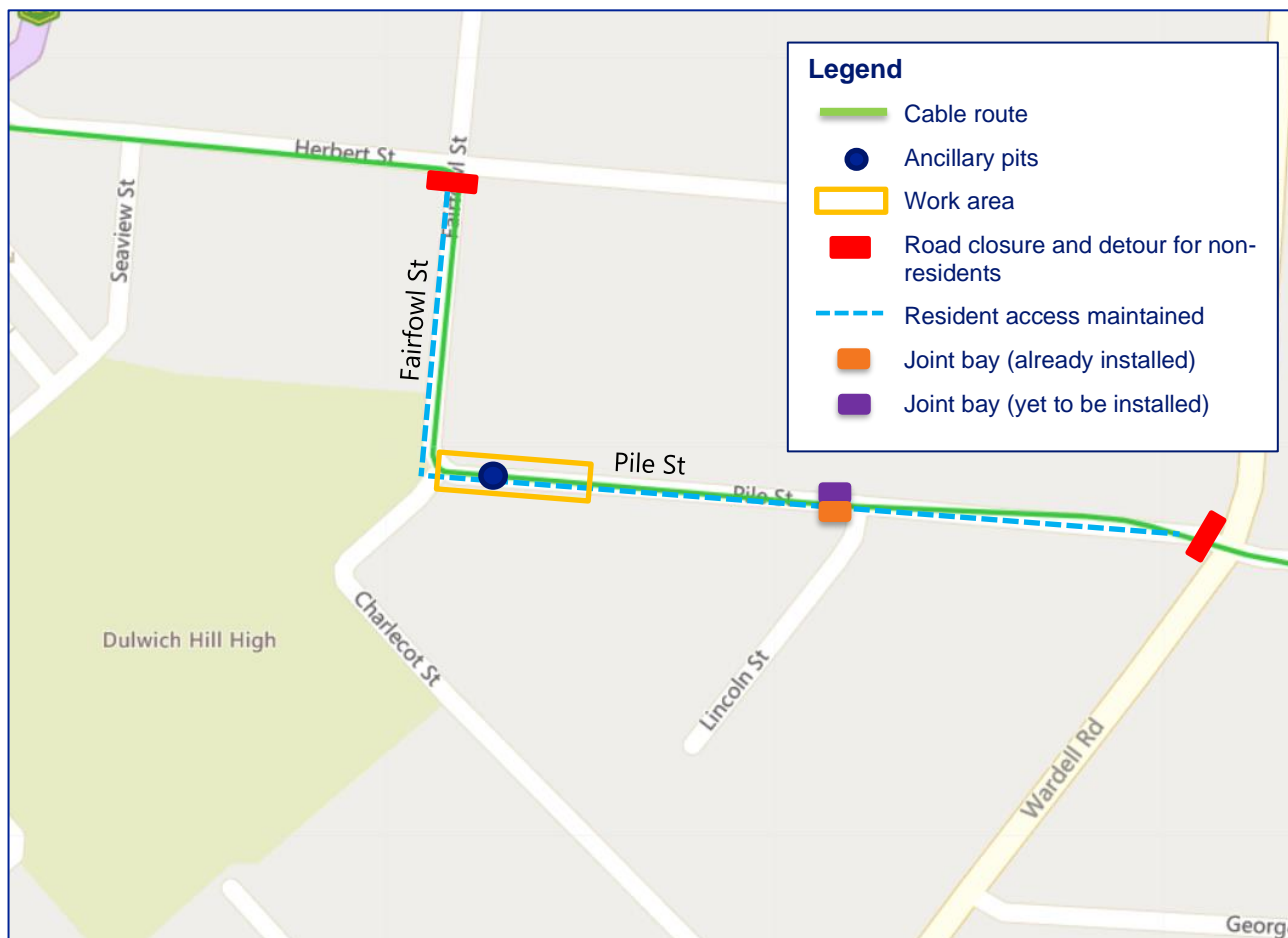 Legend
Cable route
Ancillary pits
Work area
Road closure and detour for non-
residents
Resident access maintained
Joint bay (already installed)
Joint bay (yet to be installed)
Herbert St
Fairfowl St
Seaview St
Fairfowl St
Pile St
Pile St
Dulwich Hill High
Charlecot St
Lincoln St
Wardell Rd
Georg